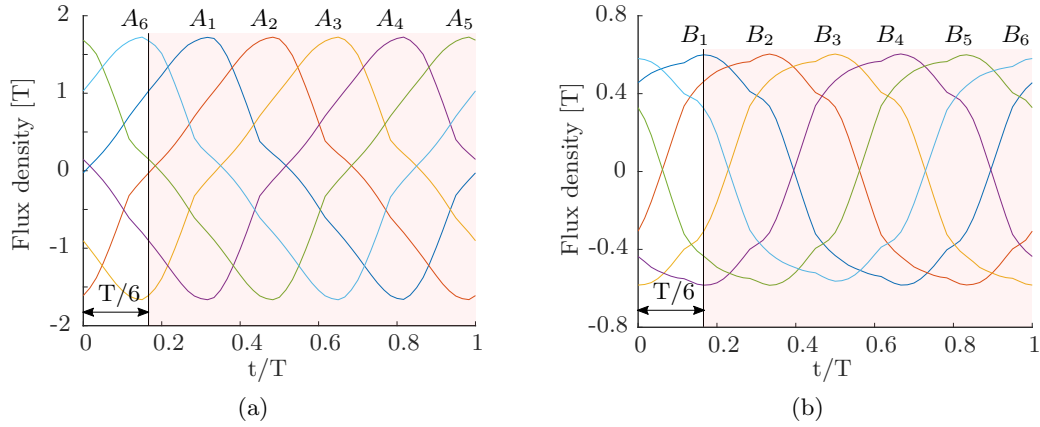 A6 A1 A2 A3 A4 A5
2
1
0
-1
-2
Flux density [T]
T/6
0 0.2 0.4 0.6 0.8 1
t/T
(a)
B1 B2 B3 B4 B5 B6
0.8
0.4
0
-0.4
-0.8
Flux density [T]
T/6
0 0.2 0.4 0.6 0.8 1
t/T
(b)